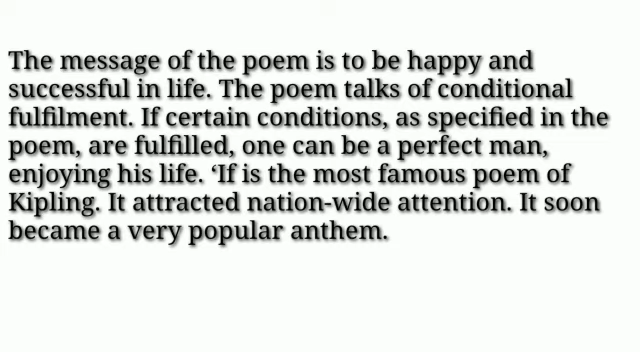 The message of the poem is to be happy and
successful in life. The poem talks of conditional
fulfilment. If certain conditions, as specified in the
poem, are fulfilled, one can be a perfect man,
enjoying his life. ‘If is the most famous poem of
Kipling. It attracted nation-wide attention. It soon
became a very popular anthem.